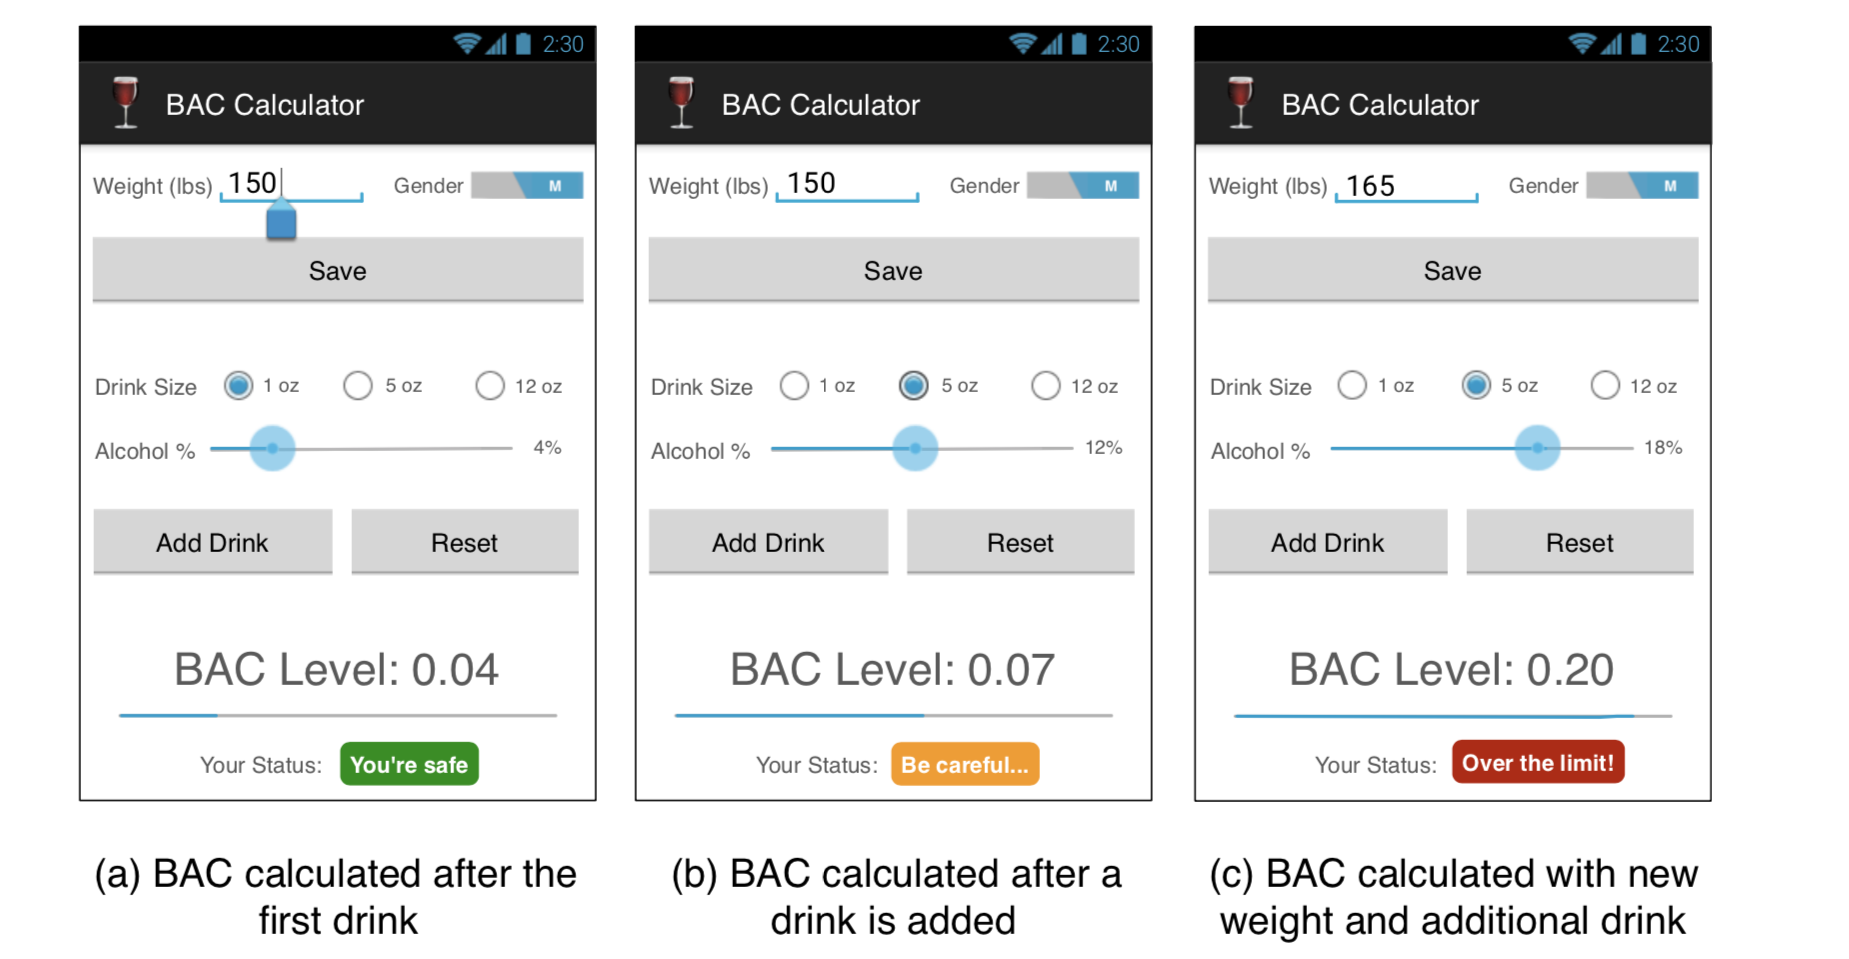 2:30
BAC Calculator
Weight (lbs) 150 Gender M
Save
Drink Size 1 oz 5 oz 12 oz
Alcohol % 4%
Add Drink Reset
BAC Level: 0.04
Your Status: You're safe
(a) BAC calculated after the
first drink
2:30
BAC Calculator
Weight (lbs) 150 Gender M
Save
Drink Size 1 oz 5 oz 12 oz
Alcohol % 12%
Add Drink Reset
BAC Level: 0.07
Your Status: Be careful...
(b) BAC calculated after a
drink is added
2:30
BAC Calculator
Weight (lbs) 165 Gender M
Save
Drink Size 1 oz 5 oz 12 oz
Alcohol % 18%
Add Drink Reset
BAC Level: 0.20
Your Status: Over the limit!
(c) BAC calculated with new
weight and additional drink